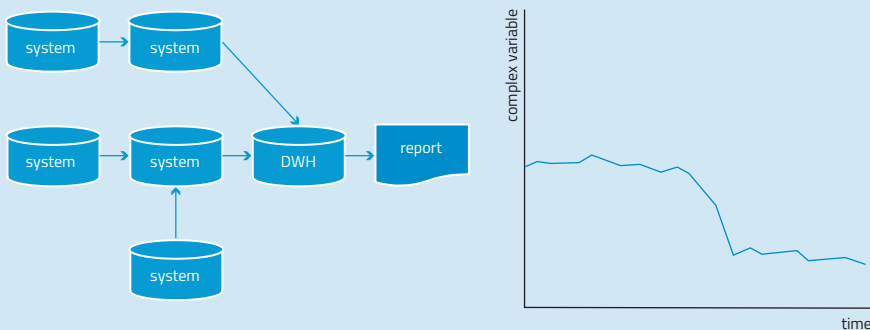 system
system
system
system
DWH
report
system
complex variable
time